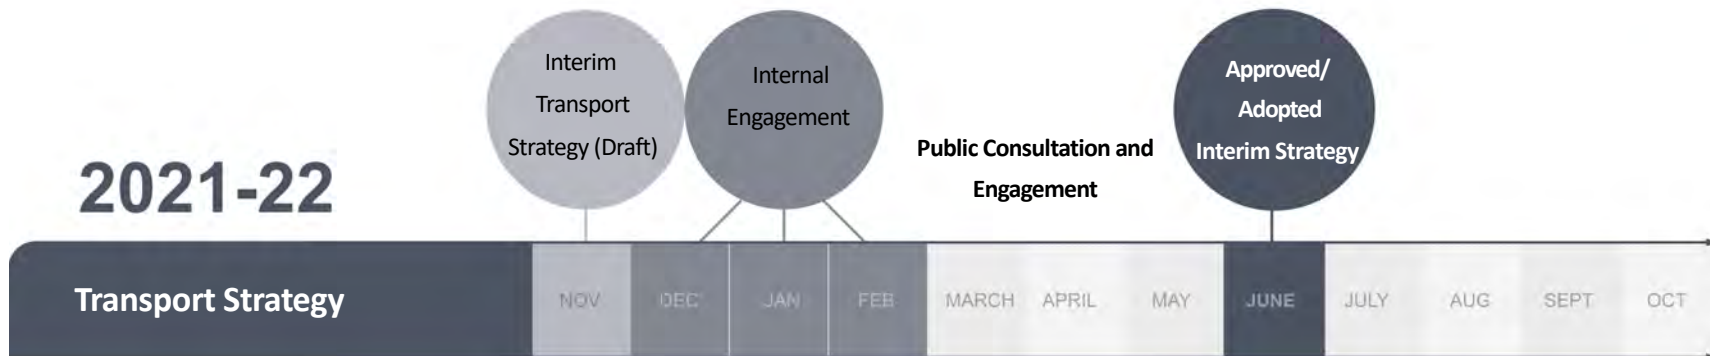 Interim
Transport
Strategy (Draft)
Internal
Engagement
Public Consultation and
Engagement
Approved/
Adopted
Interim Strategy
2021-22
Transport Strategy
NOV
DEC
JAN
FEB
MARCH
APRIL
MAY
JUNE
JULY
AUG
SEPT
OCT